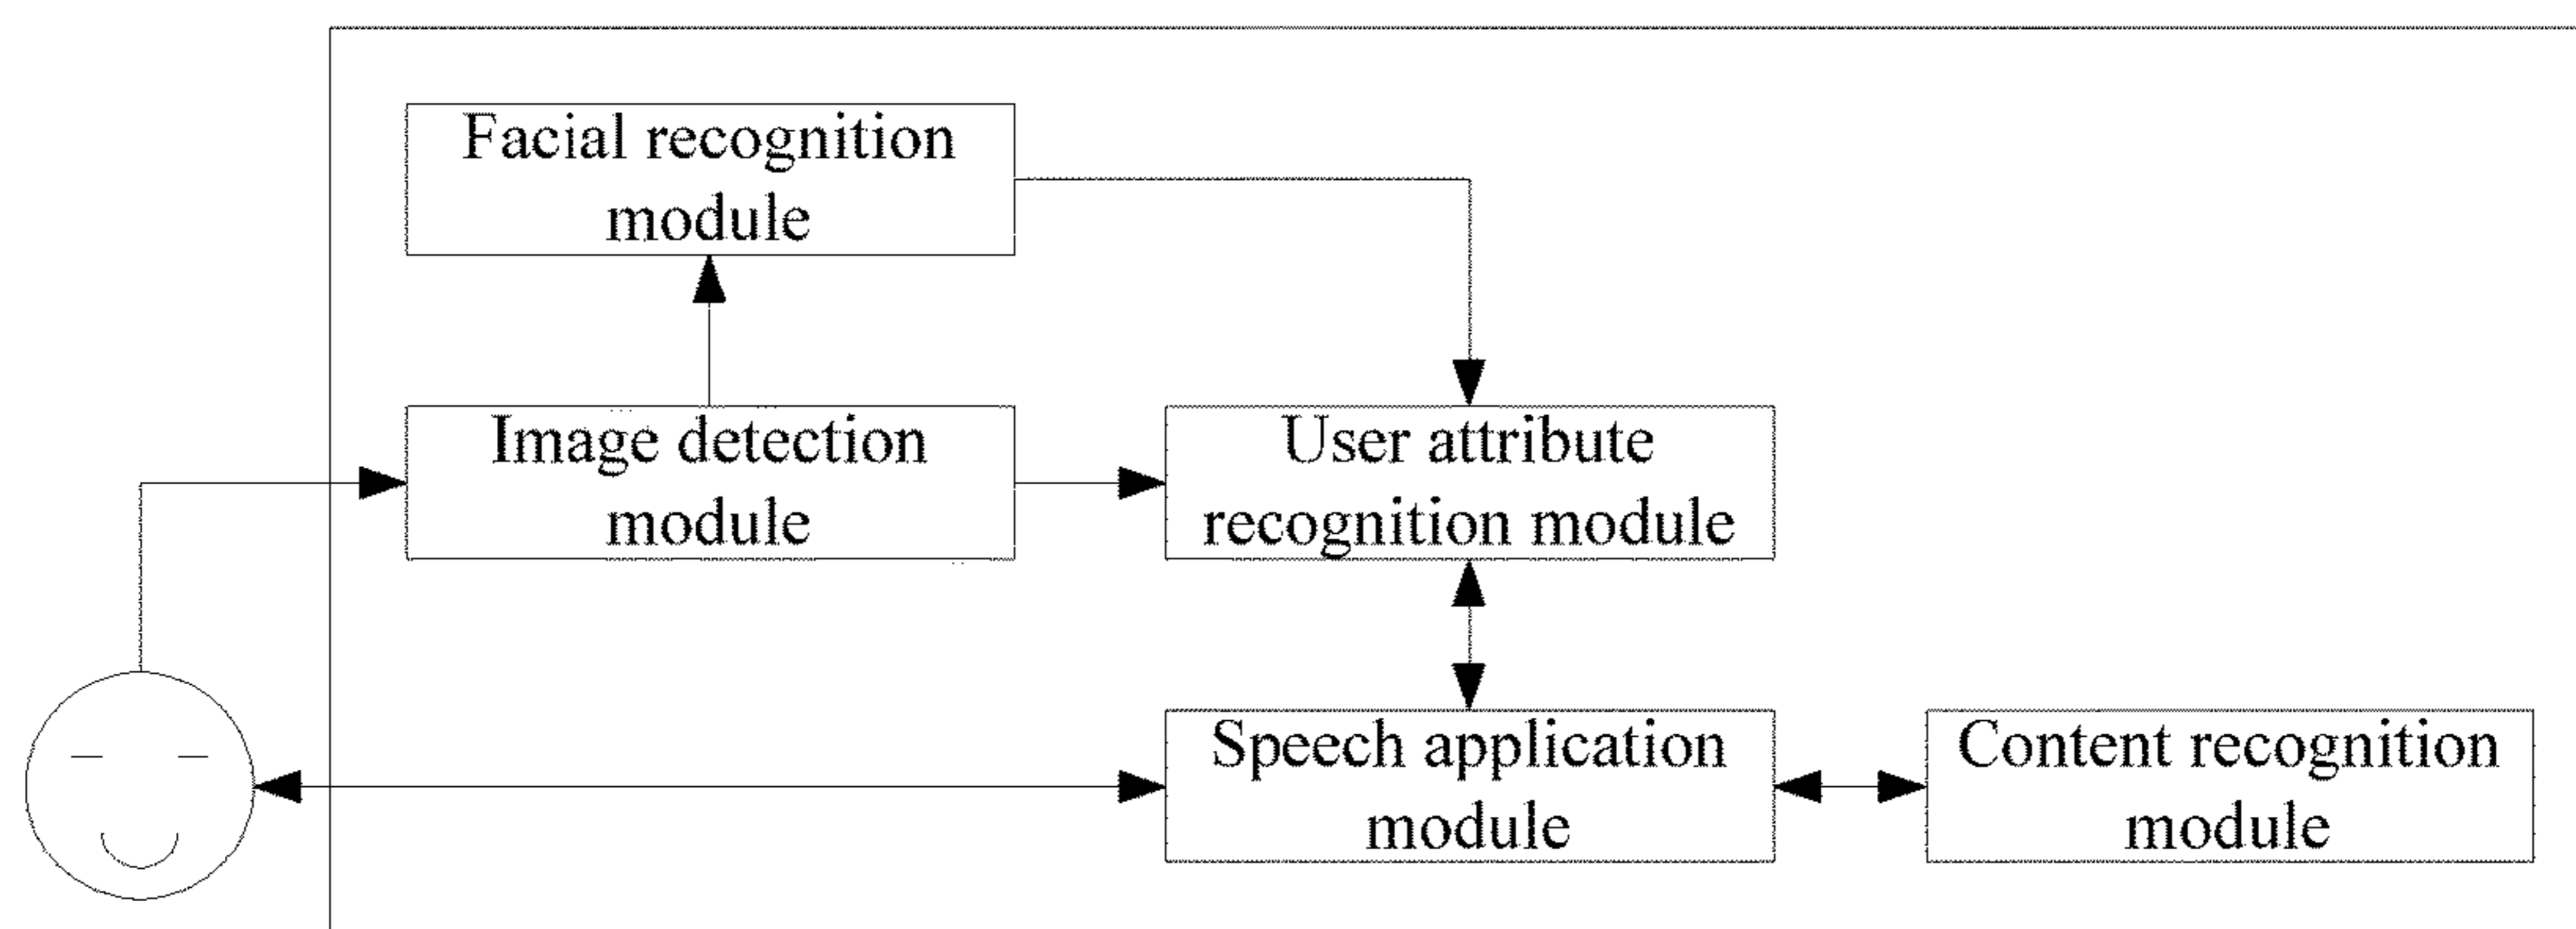 Facial recognition
module
Image detection
module
User attribute
recognition module
Speech application
module
Content recognition
module